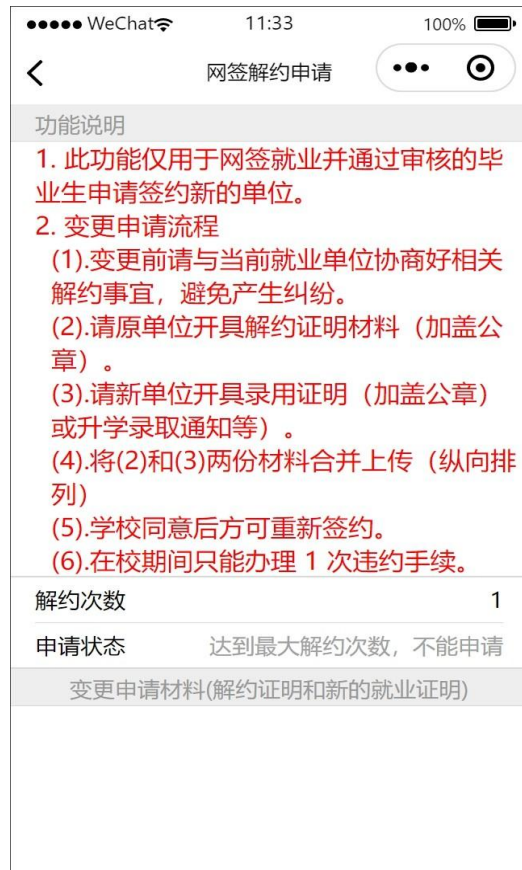 WeChat 11:33 100%
网签解约申请
功能说明
1. 此功能仅用于网签就业并通过审核的毕
业生申请签约新的单位。
2. 变更申请流程
(1).变更前请与当前就业单位协商好相关
解约事宜，避免产生纠纷。
(2).请原单位开具解约证明材料（加盖公
章）。
(3).请新单位开具录用证明（加盖公章）
或升学录取通知等）。
(4).将(2)和(3)两份材料合并上传（纵向排
列）
(5).学校同意后方可重新签约。
(6).在校期间只能办理 1 次违约手续。
解约次数 1
申请状态 达到最大解约次数，不能申请
变更申请材料(解约证明和新的就业证明)